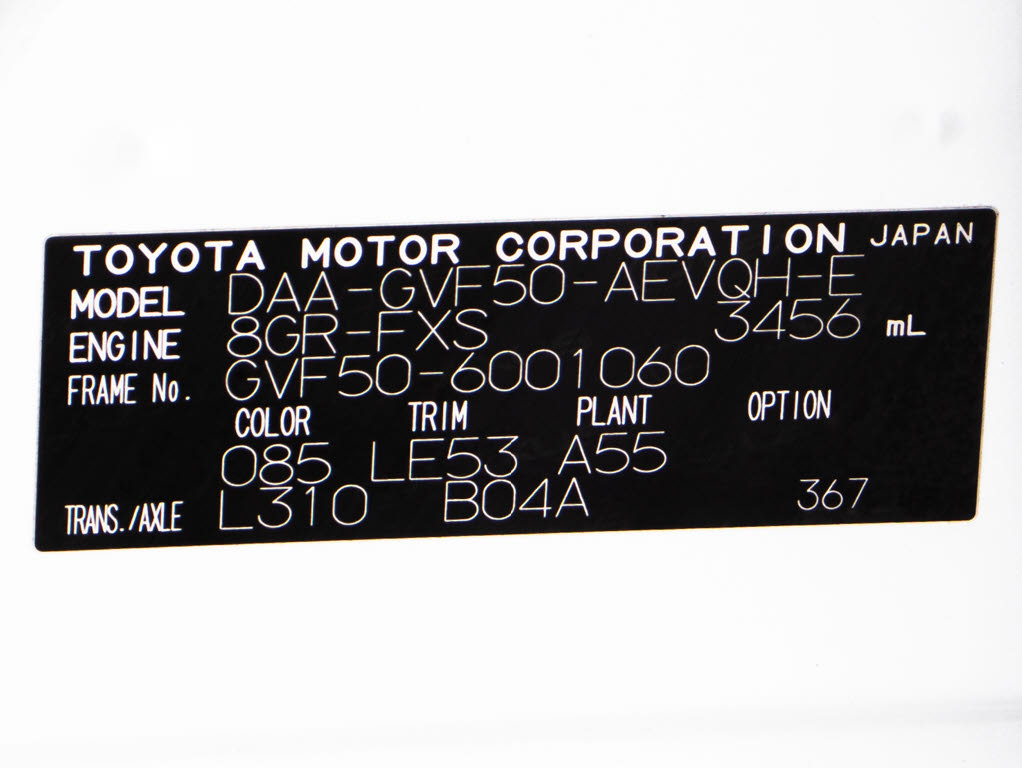 TOYOTA MOTOR CORPORATION JAPAN
MODEL DAA-GVF50-AEVQH-E
ENGINE 8GR-FXS 3456 mL
FRAME No. GVF50-6001060
COLOR TRIM PLANT OPTION
085 LE53 A55
TRANS./AXLE L310 B04A 367